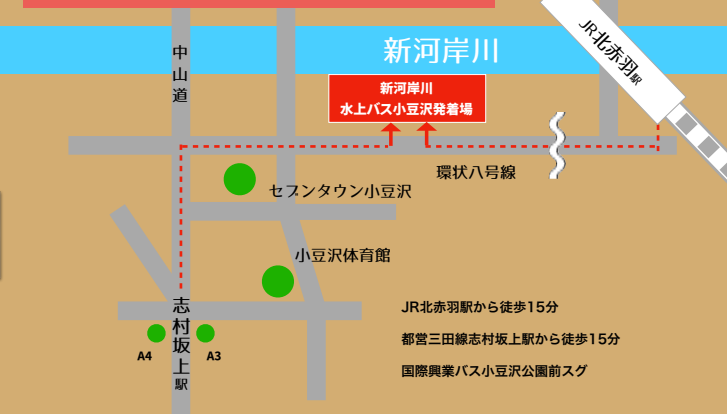 中山道
新河岸川
JR北赤羽駅
新河岸川
水上バス小豆沢発着場
環状八号線
セブンタウン小豆沢
小豆沢体育館
志村坂上駅
A4
A3
JR北赤羽駅から徒歩15分
都営三田線志村坂上駅から徒歩15分
国際興業バス小豆沢公園前スグ